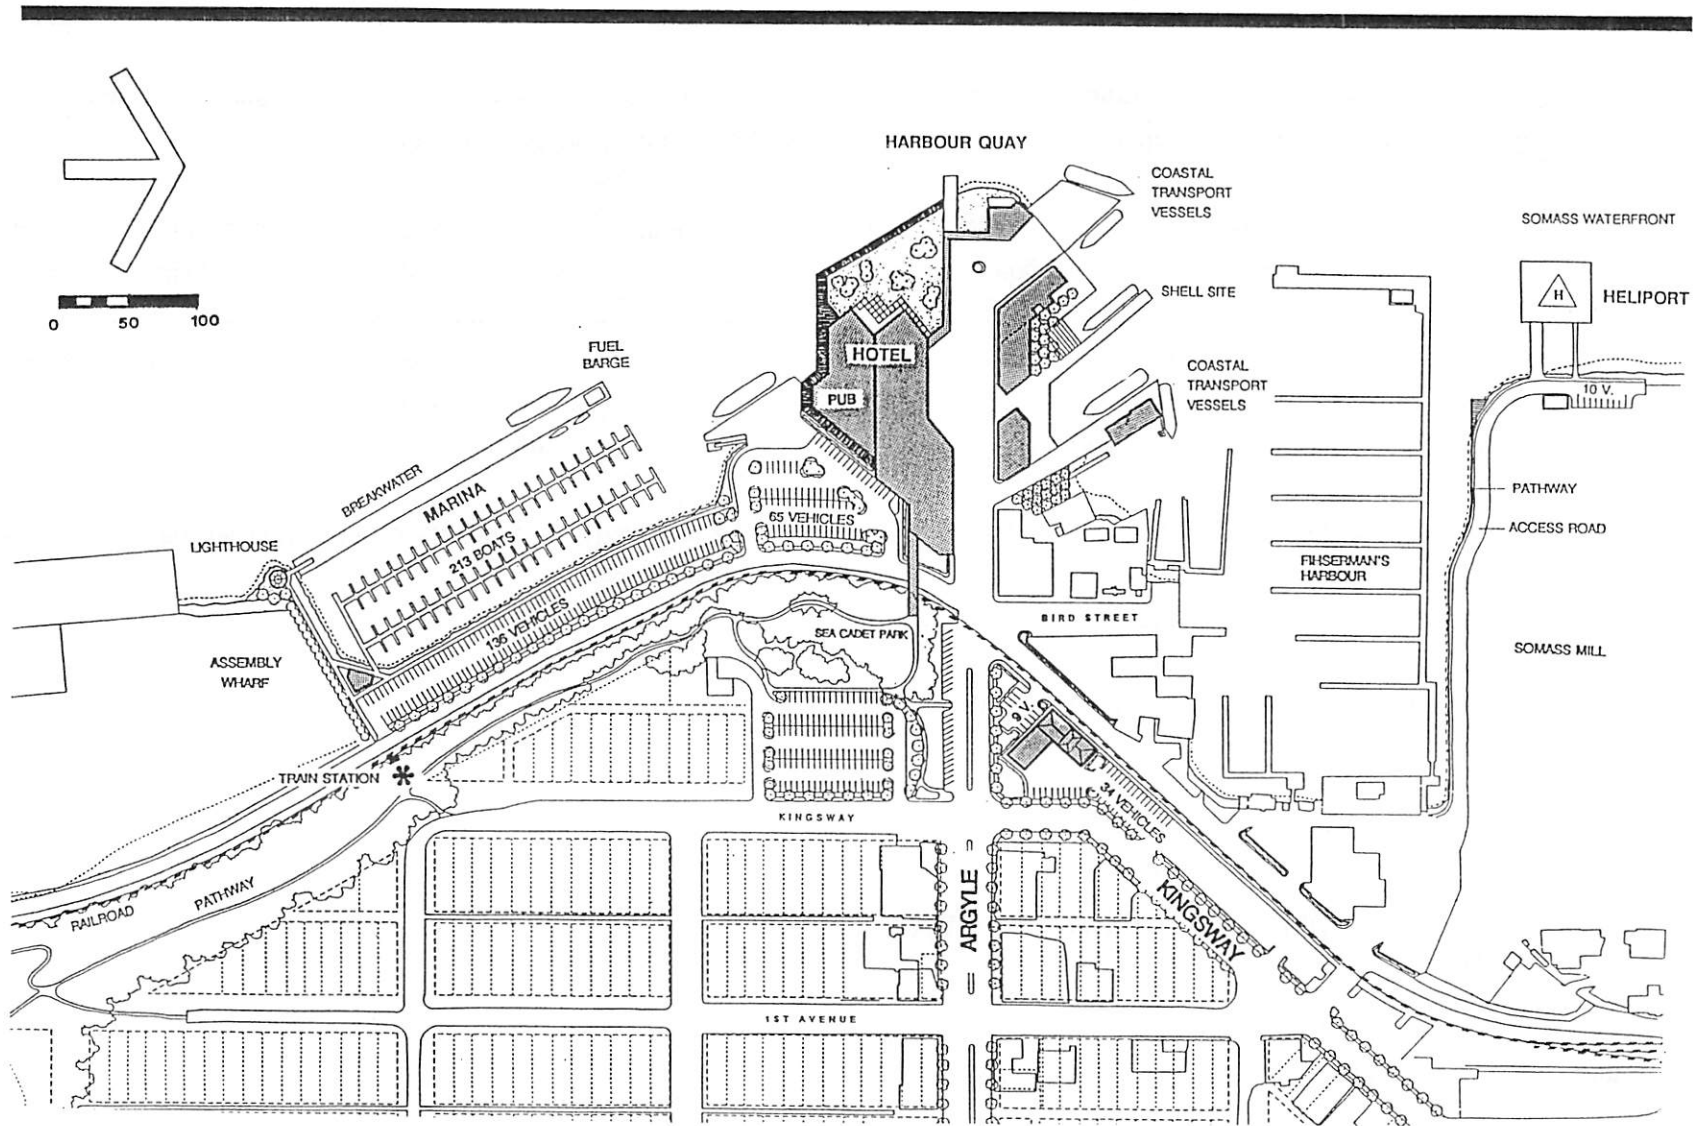 HARBOUR QUAY
COASTAL
TRANSPORT
VESSELS
SOMASS WATERFRONT
SHELL SITE
H
HELIPORT
0
50
100
FUEL
BARGE
HOTEL
PUB
COASTAL
TRANSPORT
VESSELS
10 V.
BREAKWATER
MARINA
213 BOATS
65 VEHICLES
PATHWAY
ACCESS ROAD
LIGHTHOUSE
136 VEHICLES
FIHSERMAN'S
HARBOUR
BIRD STREET
SEA CADET PARK
ASSEMBLY
WHARF
SOMASS MILL
9 V.
TRAIN STATION
34 VEHICLES
KINGSWAY
ARGYLE
KINGSWAY
PATHWAY
RAILROAD
1ST AVENUE